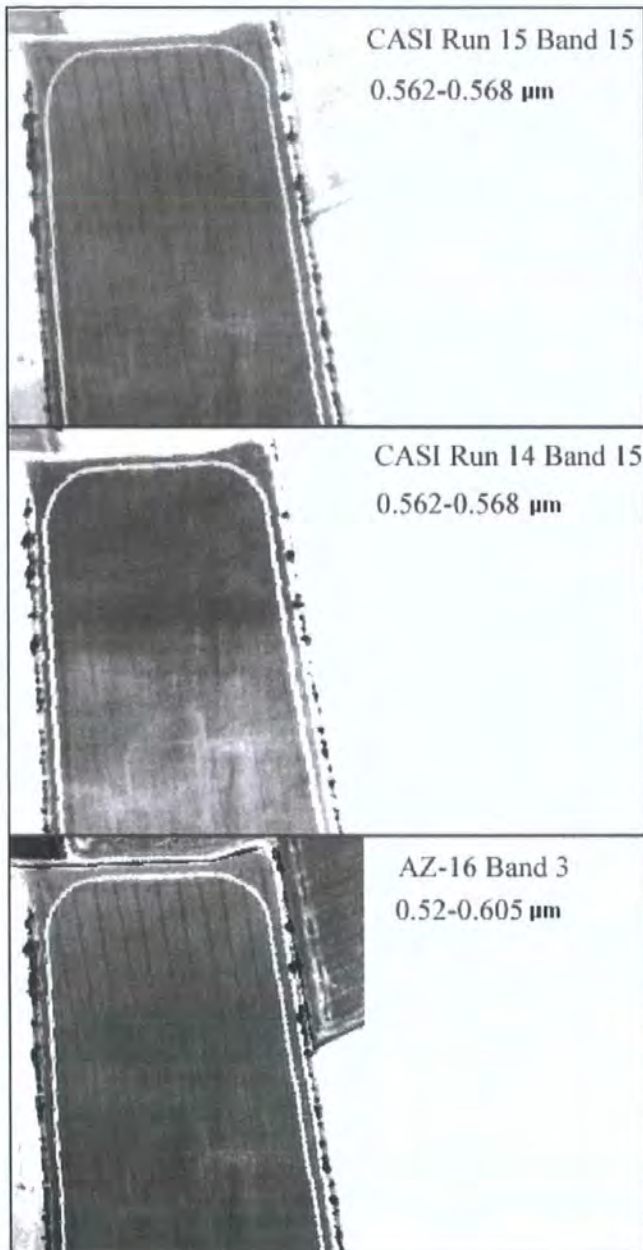 CASI Run 15 Band 15
0.562-0.568 µm
CASI Run 14 Band 15
0.562-0.568 µm
AZ-16 Band 3
0.52-0.605 µm